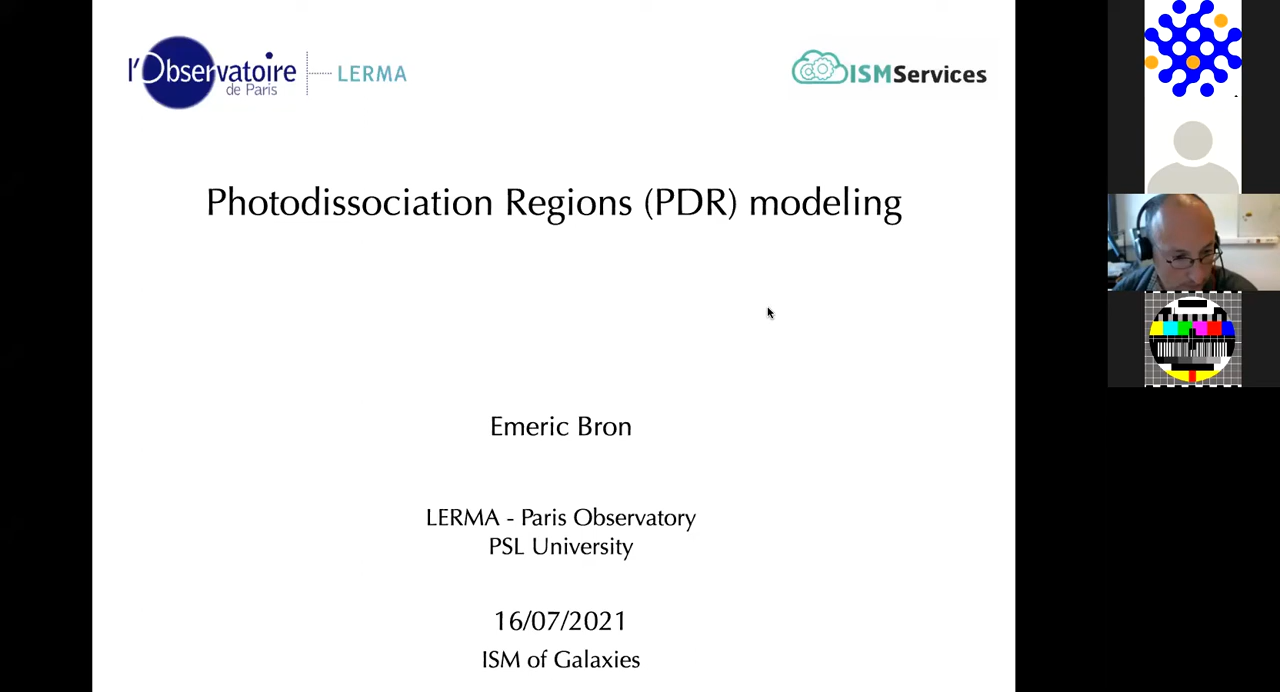 l'Observatoire
de Paris
LERMA
ISMServices
Photodissociation Regions (PDR) modeling
Emeric Bron
LERMA - Paris Observatory
PSL University
16/07/2021
ISM of Galaxies